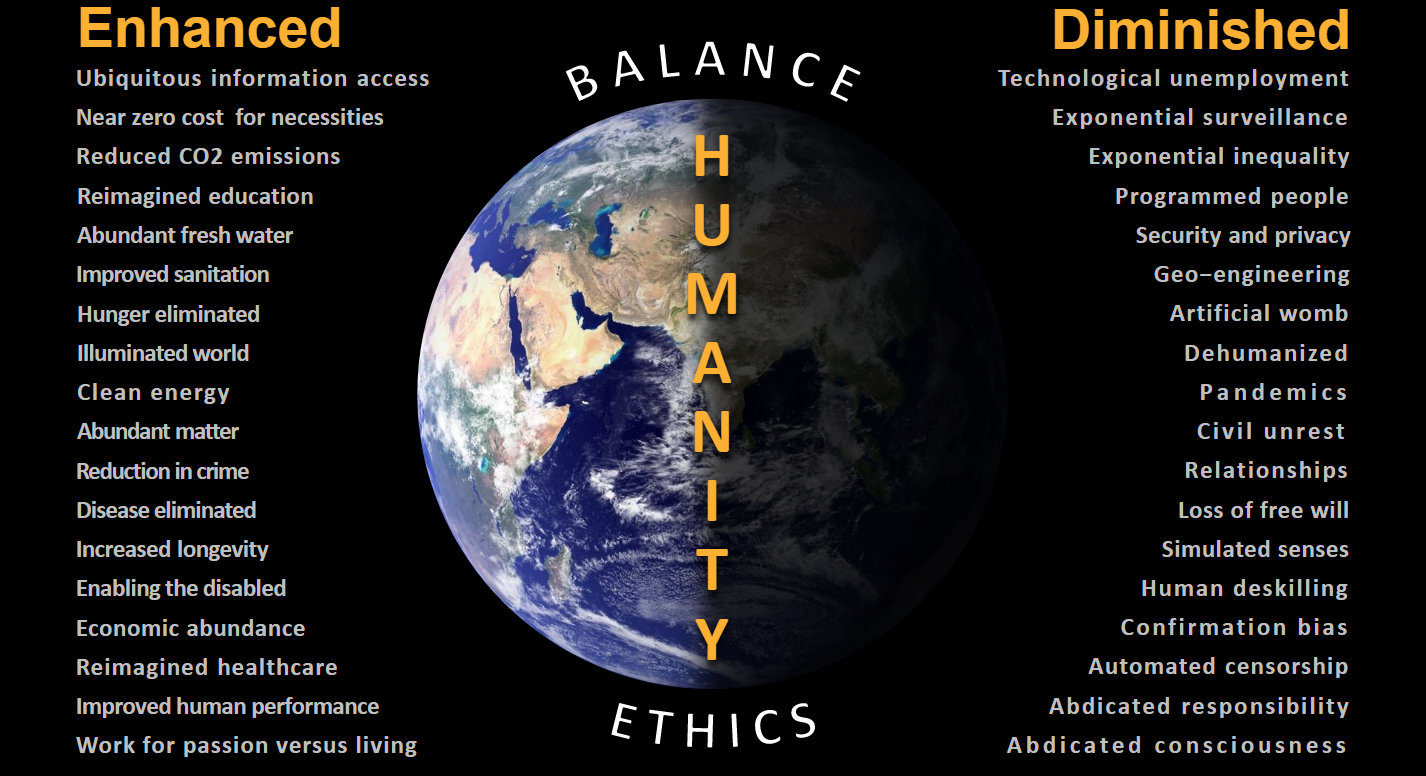 Enhanced
Ubiquitous information access
Near zero cost for necessities
Reduced CO2 emissions
Reimagined education
Abundant fresh water
Improved sanitation
Hunger eliminated
Illuminated world
Clean energy
Abundant matter
Reduction in crime
Disease eliminated
Increased longevity
Enabling the disabled
Economic abundance
Reimagined healthcare
Improved human performance
Work for passion versus living
BALANCE
HUMANITY
ETHICS
Diminished
Technological unemployment
Exponential surveillance
Exponential inequality
Programmed people
Security and privacy
Geo–engineering
Artificial womb
Dehumanized
Pandemics
Civil unrest
Relationships
Loss of free will
Simulated senses
Human deskilling
Confirmation bias
Automated censorship
Abdicated responsibility
Abdicated consciousness